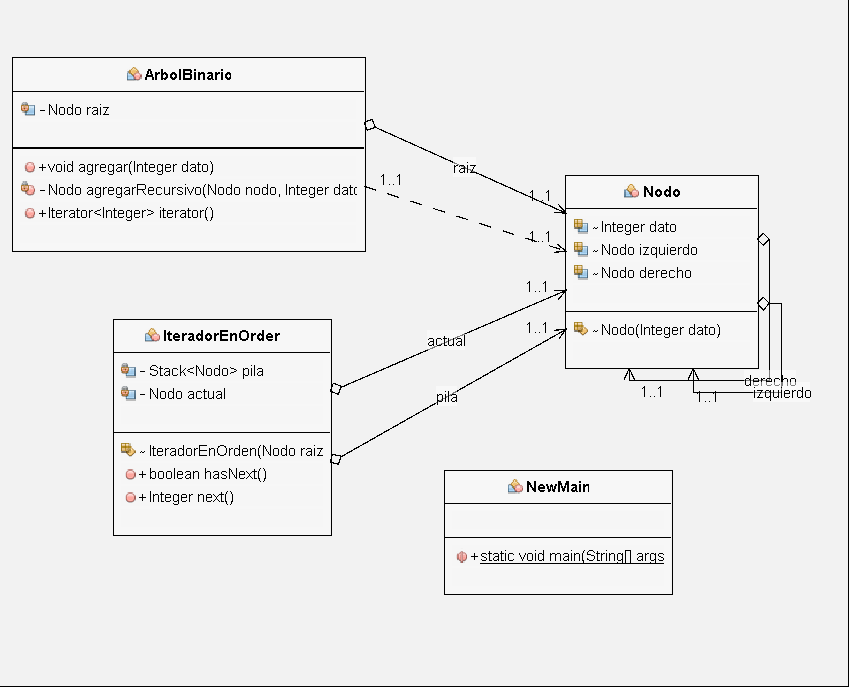 ArbolBinario
- Nodo raiz
+void agregar(Integer dato)
- Nodo agregarRecursivo(Nodo nodo, Integer dato
+Iterator<Integer> iterator()
raiz
1..1
1..1
1..1
Nodo
~ Integer dato
~ Nodo izquierdo
~ Nodo derecho
~ Nodo(Integer dato)
1..1
1..1
actual
pila
derecho
izquierdo
1..1
1..1
IteradorEnOrder
- Stack<Nodo> pila
- Nodo actual
~ IteradorEnOrden(Nodo raiz
+ boolean hasNext()
+ Integer next()
NewMain
+ static void main(String[] args